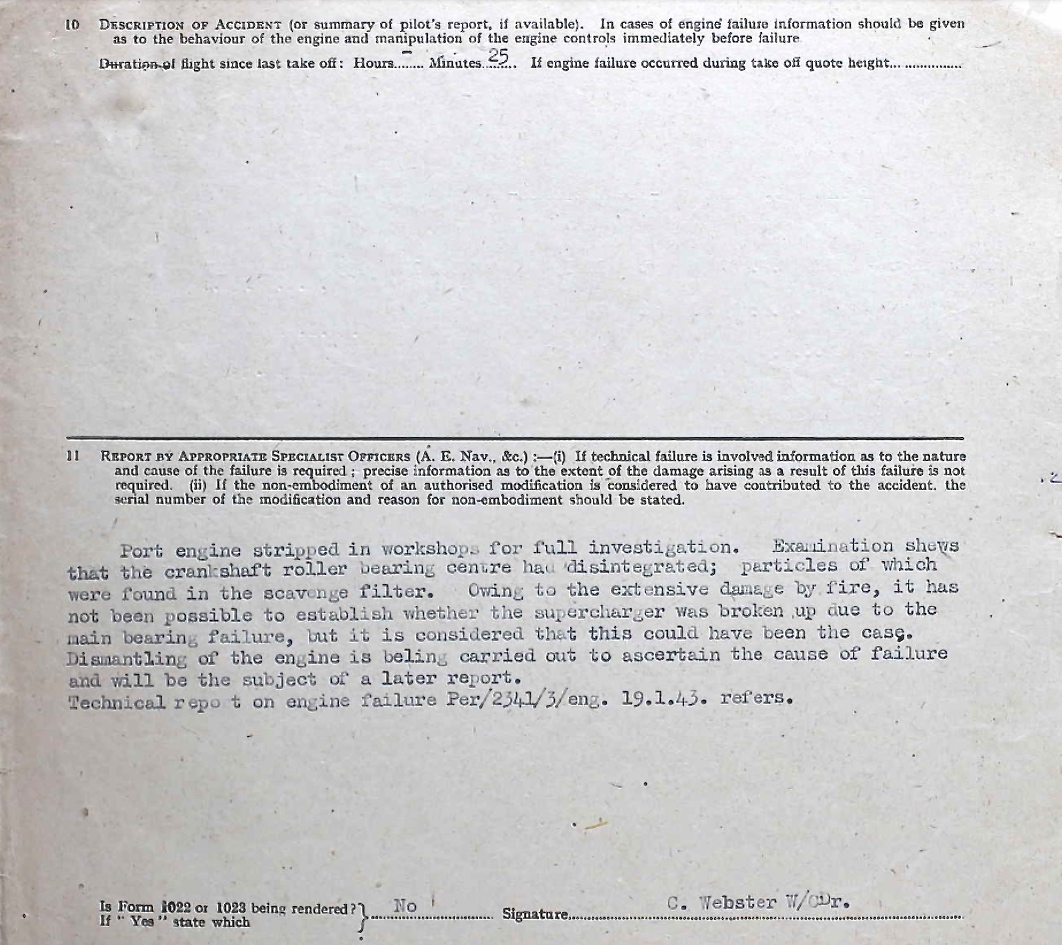 10 DESCRIPTION OF ACCIDENT (or summary of pilot's report, if available). In cases of engine failure information should be given
as to the behaviour of the engine and manipulation of the engine controls immediately before failure
Duration of flight since last take off: Hours...-.... Minutes..25... If engine failure occurred during take off quote height..................
11 REPORT BY APPROPRIATE SPECIALIST OFFICERS (A. E. Nav., &c.) :—(i) If technical failure is involved information as to the nature
and cause of the failure is required ; precise information as to the extent of the damage arising as a result of this failure is not
required. (ii) If the non-embodiment of an authorised modification is considered to have contributed to the accident. the
serial number of the modification and reason for non-embodiment should be stated.
Port engine stripped in workshops for full investigation. Examination shews
that the crankshaft roller bearing centre had disintegrated; particles of which
were found in the scavenge filter. Owing to the extensive damage by fire, it has
not been possible to establish whether the supercharger was broken up due to the
main bearing failure, but it is considered that this could have been the case.
Dismantling of the engine is beling carried out to ascertain the cause of failure
and will be the subject of a later report.
Technical repo t on engine failure Per/2341/3/eng. 19.1.43. refers.
Is Form 1022 or 1023 being rendered? } No Signature C. Webster W/CDr.
If "Yes" state which